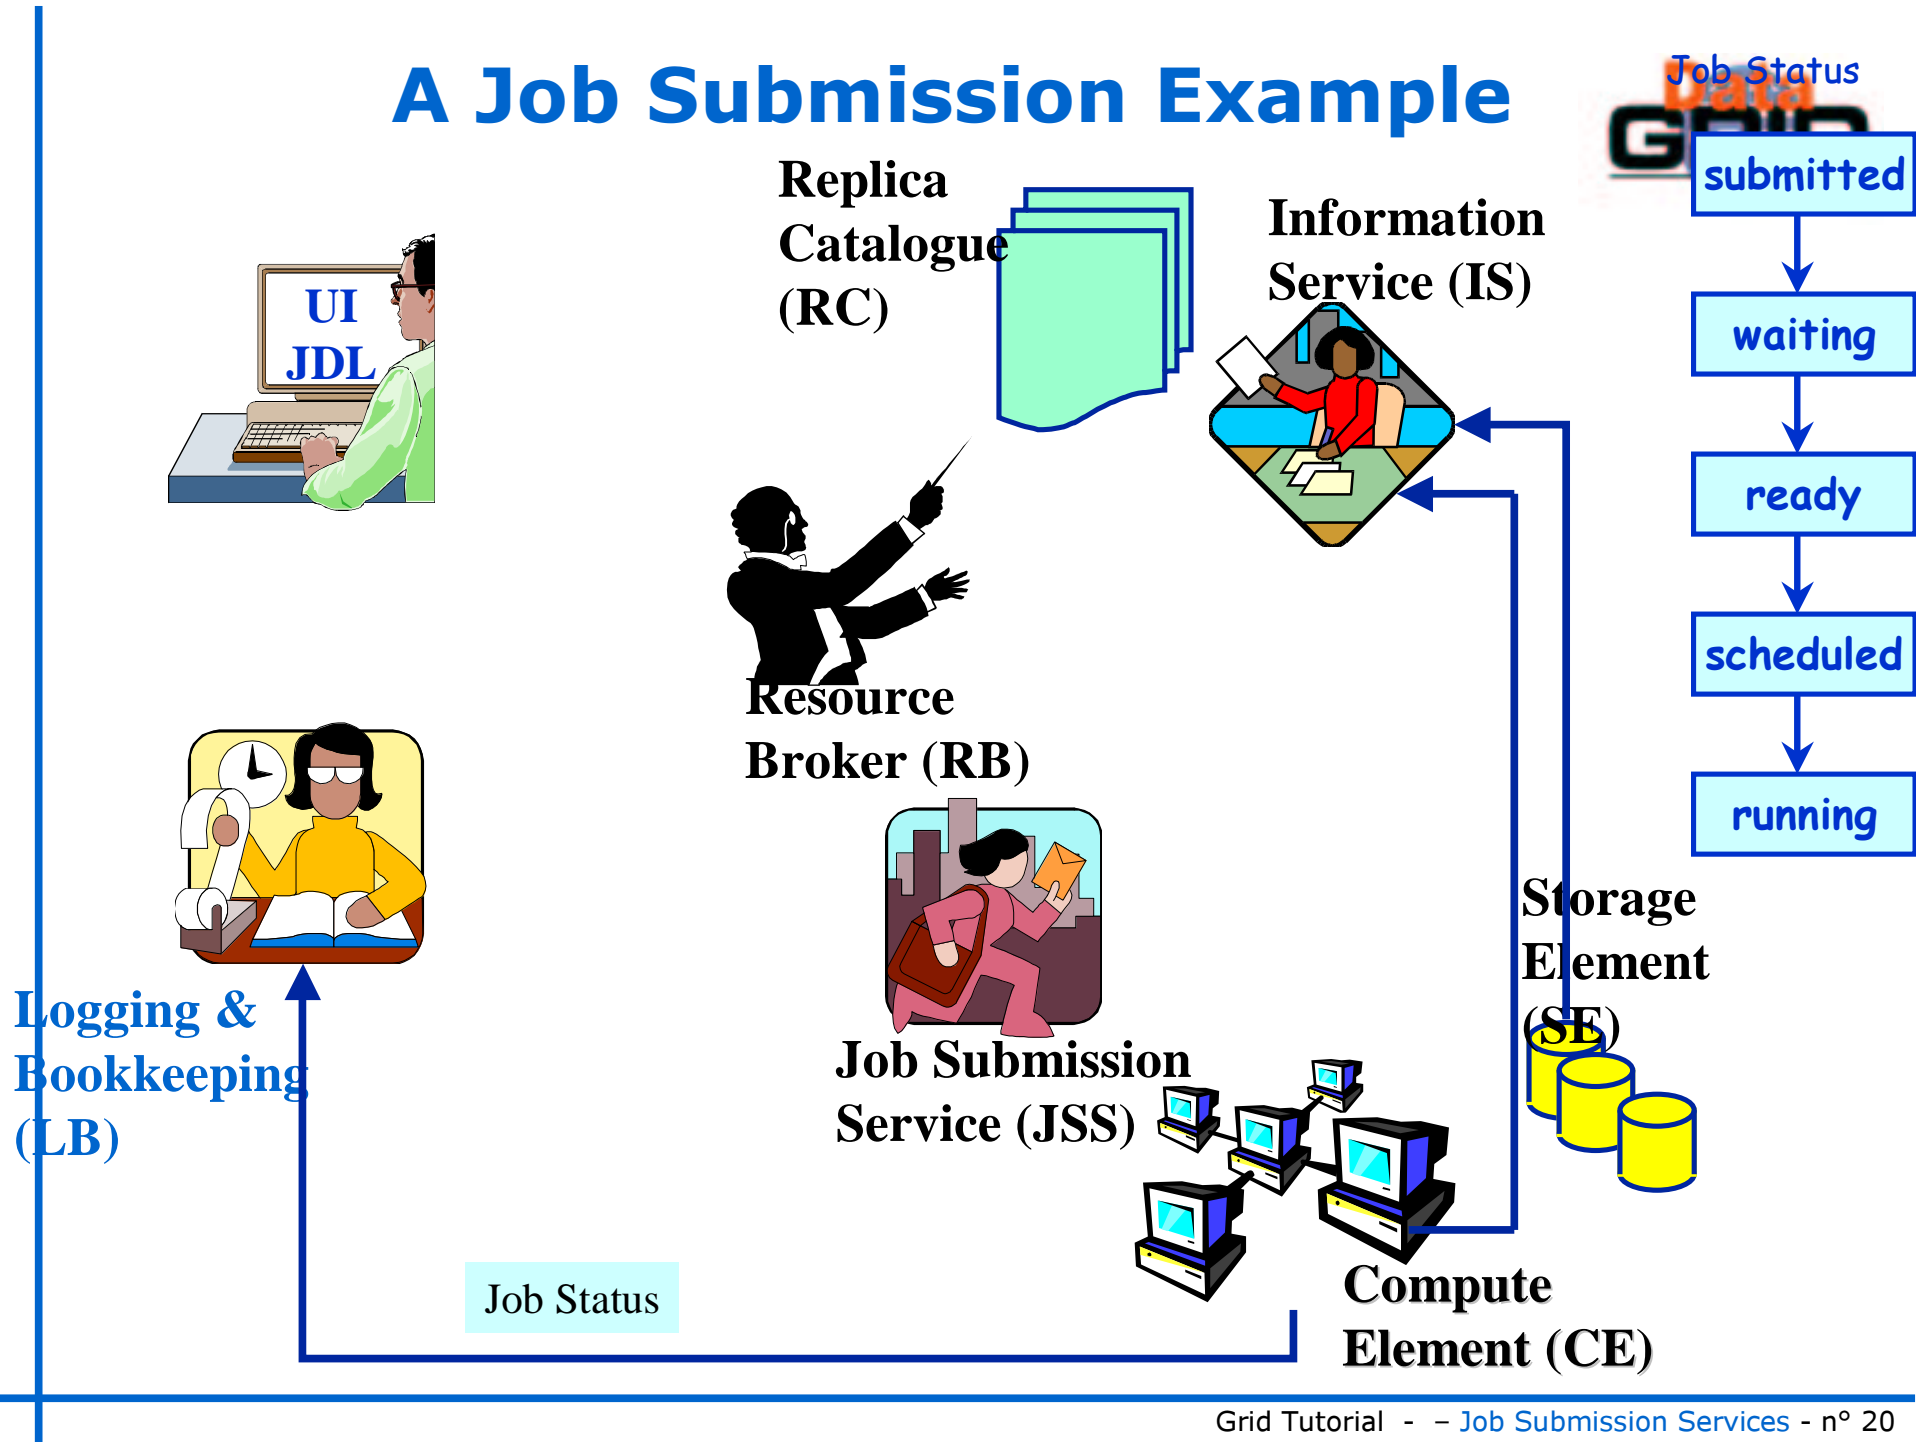 A Job Submission Example
Job Status
Data
GRID
submitted
waiting
ready
scheduled
running
Replica
Catalogue
(RC)
Information
Service (IS)
UI
JDL
Resource
Broker (RB)
Storage
Element
(SE)
Logging &
Bookkeeping
(LB)
Job Submission
Service (JSS)
Job Status
Compute
Element (CE)
Grid Tutorial - – Job Submission Services - n° 20